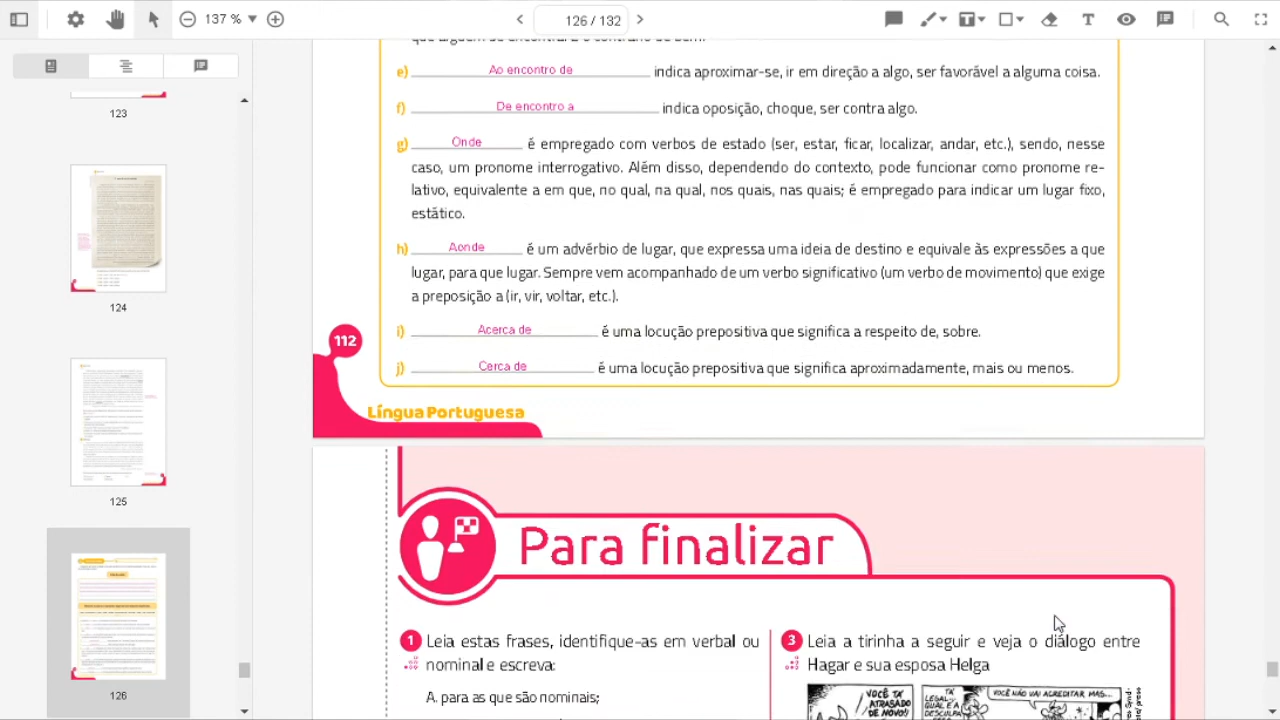 137 %
126 / 132
123
124
125
126
e) Ao encontro de indica aproximar-se, ir em direção a algo, ser favorável a alguma coisa.
f) De encontro a indica oposição, choque, ser contra algo.
g) Onde é empregado com verbos de estado (ser, estar, ficar, localizar, andar, etc.), sendo, nesse
caso, um pronome interrogativo. Além disso, dependendo do contexto, pode funcionar como pronome re-
lativo, equivalente a em que, no qual, na qual, nos quais, nas quais; é empregado para indicar um lugar fixo,
estático.
h) Aonde é um advérbio de lugar, que expressa uma ideia de destino e equivale às expressões a que
lugar, para que lugar. Sempre vem acompanhado de um verbo significativo (um verbo de movimento) que exige
a preposição a (ir, vir, voltar, etc.).
i) Acerca de é uma locução prepositiva que significa a respeito de, sobre.
j) Cerca de é uma locução prepositiva que significa aproximadamente, mais ou menos.
112
Língua Portuguesa
Para finalizar
1 Leia estas frases, identifique-as em verbal ou
nominal e escreva:
A. para as que são nominais;
3 Leia a tirinha a seguir e veja o diálogo entre
Hagar e sua esposa Helga
VOCÊ TÁ
ATRASADO
DE NOVO!
TÁ
LEGAL...
QUAL É A
VOCÊ NÃO VAI ACREDITAR MAS...